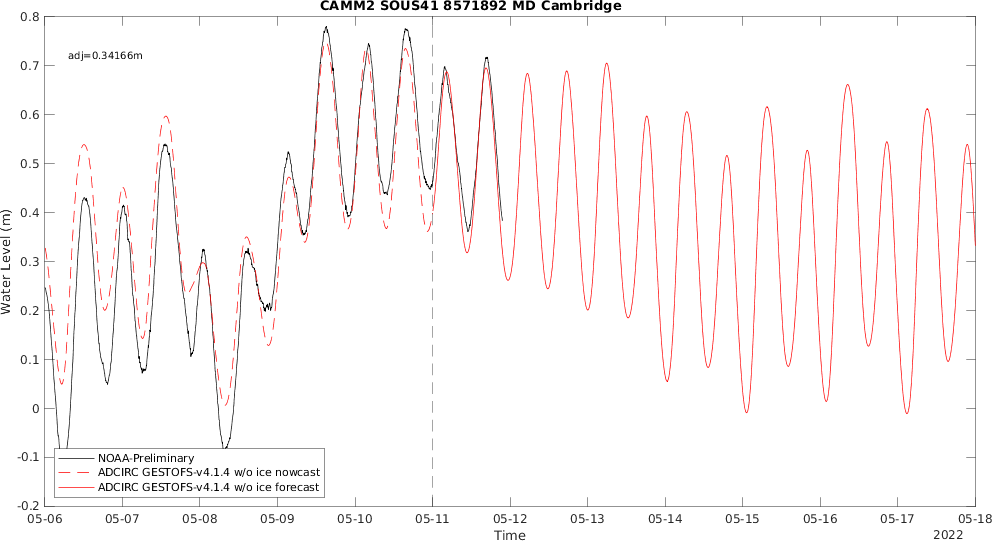 CAMM2 SOUS41 8571892 MD Cambridge
adj=0.34166m
0.8
0.7
0.6
0.5
0.4
0.3
0.2
0.1
0
-0.1
-0.2
Water Level (m)
NOAA-Preliminary
ADCIRC GESTOFS-v4.1.4 w/o ice nowcast
ADCIRC GESTOFS-v4.1.4 w/o ice forecast
05-06 05-07 05-08 05-09 05-10 05-11 05-12 05-13 05-14 05-15 05-16 05-17 05-18
Time
2022